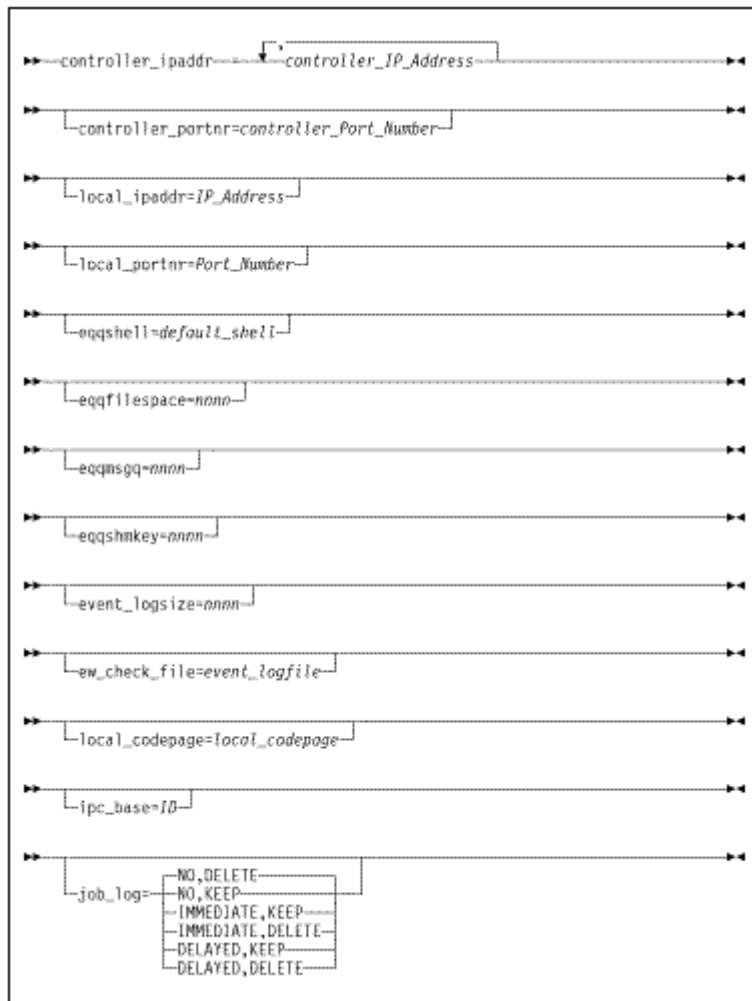 ,
controller_ipaddr = controller_IP_Address
controller_portnr=controller_Port_Number
local_ipaddr=IP_Address
local_portnr=Port_Number
eqqshell=default_shell
eqqfilespace=nnnn
eqqmsgq=nnnn
eqqshmkey=nnnn
event_logsize=nnnn
ew_check_file=event_logfile
local_codepage=local_codepage
ipc_base=ID
NO,DELETE
job_log= NO,KEEP
IMMEDIATE,KEEP
IMMEDIATE,DELETE
DELAYED,KEEP
DELAYED,DELETE